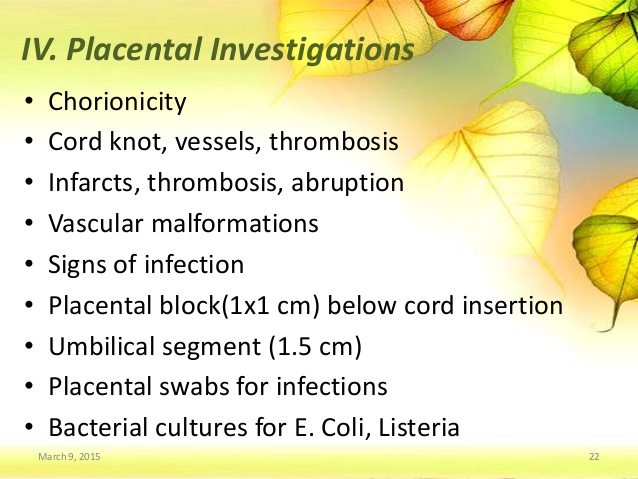 IV. Placental Investigations
• Chorionicity
• Cord knot, vessels, thrombosis
• Infarcts, thrombosis, abruption
• Vascular malformations
• Signs of infection
• Placental block(1x1 cm) below cord insertion
• Umbilical segment (1.5 cm)
• Placental swabs for infections
• Bacterial cultures for E. Coli, Listeria
March 9, 2015 22